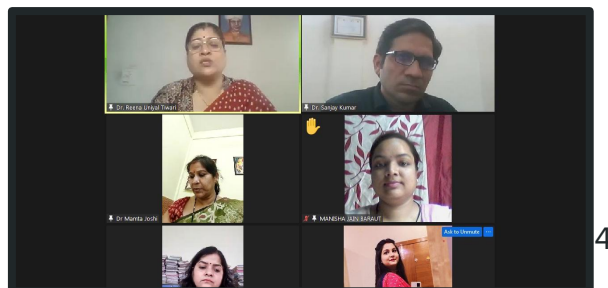 Dr. Reena Uniyal Tiwari
Dr. Sanjay Kumar
Dr Mamta Joshi
MANISHA JAIN BARAUT
Ask to Unmute
4